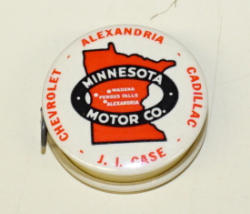 ALEXANDRIA
CHEVROLET - - CADILLAC
MINNESOTA
WADENA
FERGUS FALLS
ALEXANDRIA
MOTOR CO.
- J. I. CASE -